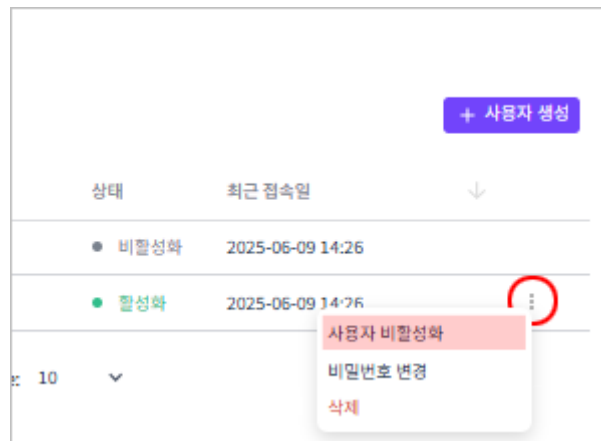 + 사용자 생성
상태 최근 접속일
비활성화 2025-06-09 14:26
활성화 2025-06-09 14:26
사용자 비활성화
비밀번호 변경
10
삭제